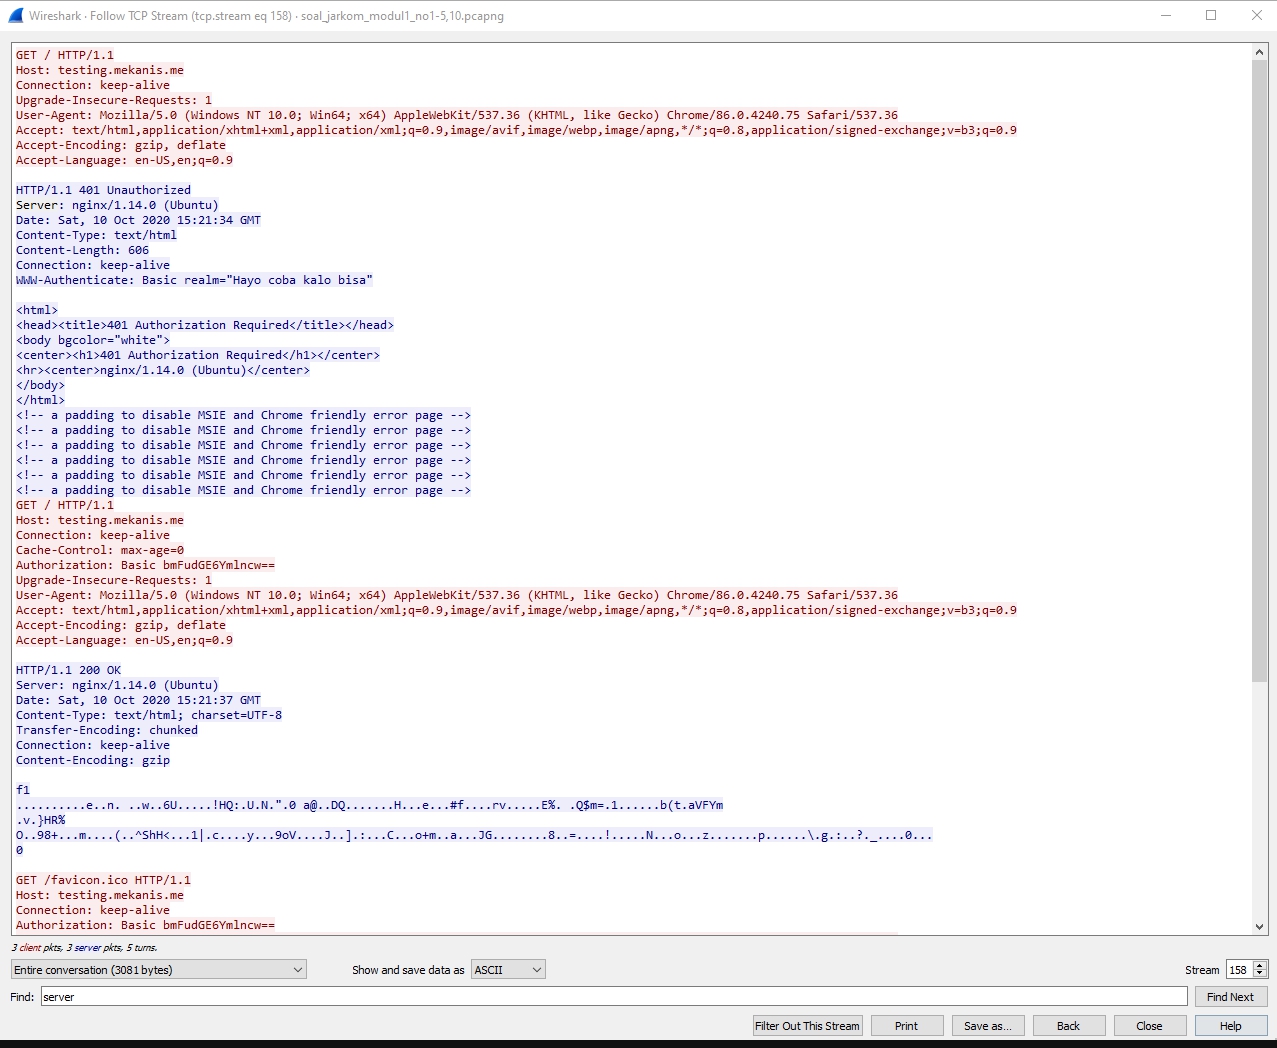 Wireshark · Follow TCP Stream (tcp.stream eq 158) · soal_jarkom_modul1_no1-5,10.pcapng
GET / HTTP/1.1
Host: testing.mekanis.me
Connection: keep-alive
Upgrade-Insecure-Requests: 1
User-Agent: Mozilla/5.0 (Windows NT 10.0; Win64; x64) AppleWebKit/537.36 (KHTML, like Gecko) Chrome/86.0.4240.75 Safari/537.36
Accept: text/html,application/xhtml+xml,application/xml;q=0.9,image/avif,image/webp,image/apng,*/*;q=0.8,application/signed-exchange;v=b3;q=0.9
Accept-Encoding: gzip, deflate
Accept-Language: en-US,en;q=0.9
HTTP/1.1 401 Unauthorized
Server: nginx/1.14.0 (Ubuntu)
Date: Sat, 10 Oct 2020 15:21:34 GMT
Content-Type: text/html
Content-Length: 606
Connection: keep-alive
WWW-Authenticate: Basic realm="Hayo coba kalo bisa"
<html>
<head><title>401 Authorization Required</title></head>
<body bgcolor="white">
<center><h1>401 Authorization Required</h1></center>
<hr><center>nginx/1.14.0 (Ubuntu)</center>
</body>
</html>
<!-- a padding to disable MSIE and Chrome friendly error page -->
<!-- a padding to disable MSIE and Chrome friendly error page -->
<!-- a padding to disable MSIE and Chrome friendly error page -->
<!-- a padding to disable MSIE and Chrome friendly error page -->
<!-- a padding to disable MSIE and Chrome friendly error page -->
<!-- a padding to disable MSIE and Chrome friendly error page -->
GET / HTTP/1.1
Host: testing.mekanis.me
Connection: keep-alive
Cache-Control: max-age=0
Authorization: Basic bmFudGE6Ymlncw==
Upgrade-Insecure-Requests: 1
User-Agent: Mozilla/5.0 (Windows NT 10.0; Win64; x64) AppleWebKit/537.36 (KHTML, like Gecko) Chrome/86.0.4240.75 Safari/537.36
Accept: text/html,application/xhtml+xml,application/xml;q=0.9,image/avif,image/webp,image/apng,*/*;q=0.8,application/signed-exchange;v=b3;q=0.9
Accept-Encoding: gzip, deflate
Accept-Language: en-US,en;q=0.9
HTTP/1.1 200 OK
Server: nginx/1.14.0 (Ubuntu)
Date: Sat, 10 Oct 2020 15:21:37 GMT
Content-Type: text/html; charset=UTF-8
Transfer-Encoding: chunked
Connection: keep-alive
Content-Encoding: gzip
f1
..........e..n. ..w..6U.....!HQ:.U.N.".0 a@..DQ.......H...e...#f....rv.....E%. .Q$m=.1......b(t.aVFYm
.v.}HR%
O..98+...m....(..^ShH<...1|.c....y...9oV....J..].:...C...o+m..a...JG........8..=....!.....N...o...z.......p......\.g.:..?._....0...
0
GET /favicon.ico HTTP/1.1
Host: testing.mekanis.me
Connection: keep-alive
Authorization: Basic bmFudGE6Ymlncw==
3 client pkts, 3 server pkts, 5 turns.
Entire conversation (3081 bytes) Show and save data as ASCII Stream 158
Find: server Find Next
Filter Out This Stream Print Save as... Back Close Help